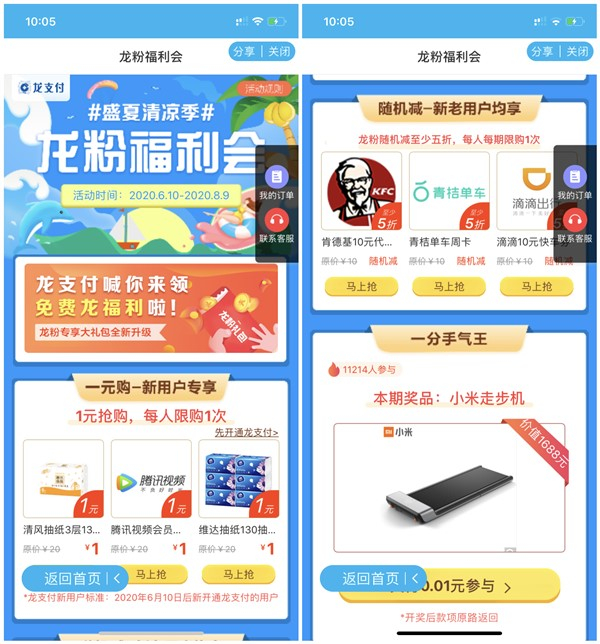 10:05
龙粉福利会
分享 | 关闭
龙支付
活动规则
#盛夏清凉季#
龙粉福利会
活动时间：2020.6.10-2020.8.9
我的订单
联系客服
龙支付喊你来领
免费龙福利啦！
龙粉专享大礼包全新升级
龙粉礼包
一元购-新用户专享
1元抢购，每人限购1次
先开通龙支付>
1元
腾讯视频
不负好时光
1元
1元
清风抽纸3层13...
腾讯视频会员...
维达抽纸130抽...
原价￥20
￥1
原价￥20
￥1
原价￥20
￥1
返回首页 | <
马上抢
马上抢
*龙支付新用户标准：2020年6月10日后新开通龙支付的用户
10:05
龙粉福利会
分享 | 关闭
随机减-新老用户均享
龙粉随机减至少五折，每人每期限购1次
KFC
至少
5折
青桔单车
至少
5折
滴滴出行
我的订单
联系客服
肯德基10元代...
青桔单车周卡
滴滴10元快车
原价￥10
随机减
原价￥10
随机减
原价￥10
随机减
马上抢
马上抢
马上抢
一分手气王
11214人参与
本期奖品：小米走步机
小米
价值1688元
返回首页 | <
0.01元参与 >
*开奖后款项原路返回